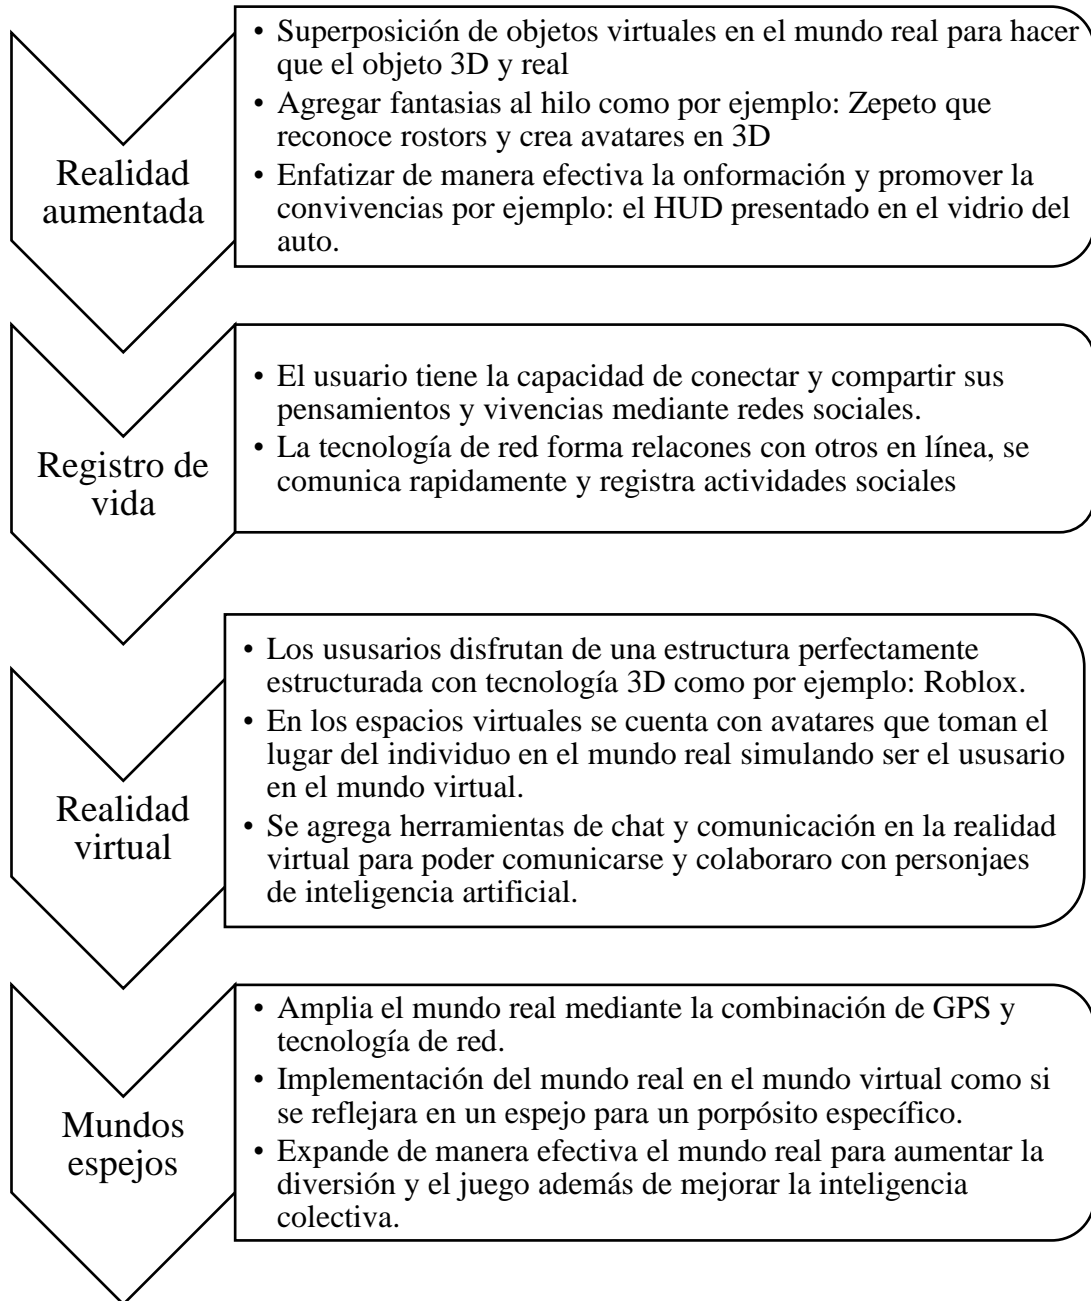 Realidad
aumentada
• Superposición de objetos virtuales en el mundo real para hacer
que el objeto 3D y real
• Agregar fantasias al hilo como por ejemplo: Zepeto que
reconoce rostors y crea avatares en 3D
• Enfatizar de manera efectiva la onformación y promover la
convivencias por ejemplo: el HUD presentado en el vidrio del
auto.
Registro de
vida
• El usuario tiene la capacidad de conectar y compartir sus
pensamientos y vivencias mediante redes sociales.
• La tecnología de red forma relacones con otros en línea, se
comunica rapidamente y registra actividades sociales
Realidad
virtual
• Los ususarios disfrutan de una estructura perfectamente
estructurada con tecnología 3D como por ejemplo: Roblox.
• En los espacios virtuales se cuenta con avatares que toman el
lugar del individuo en el mundo real simulando ser el ususario
en el mundo virtual.
• Se agrega herramientas de chat y comunicación en la realidad
virtual para poder comunicarse y colaboraro con personjaes
de inteligencia artificial.
Mundos
espejos
• Amplia el mundo real mediante la combinación de GPS y
tecnología de red.
• Implementación del mundo real en el mundo virtual como si
se reflejara en un espejo para un porpósito específico.
• Expande de manera efectiva el mundo real para aumentar la
diversión y el juego además de mejorar la inteligencia
colectiva.